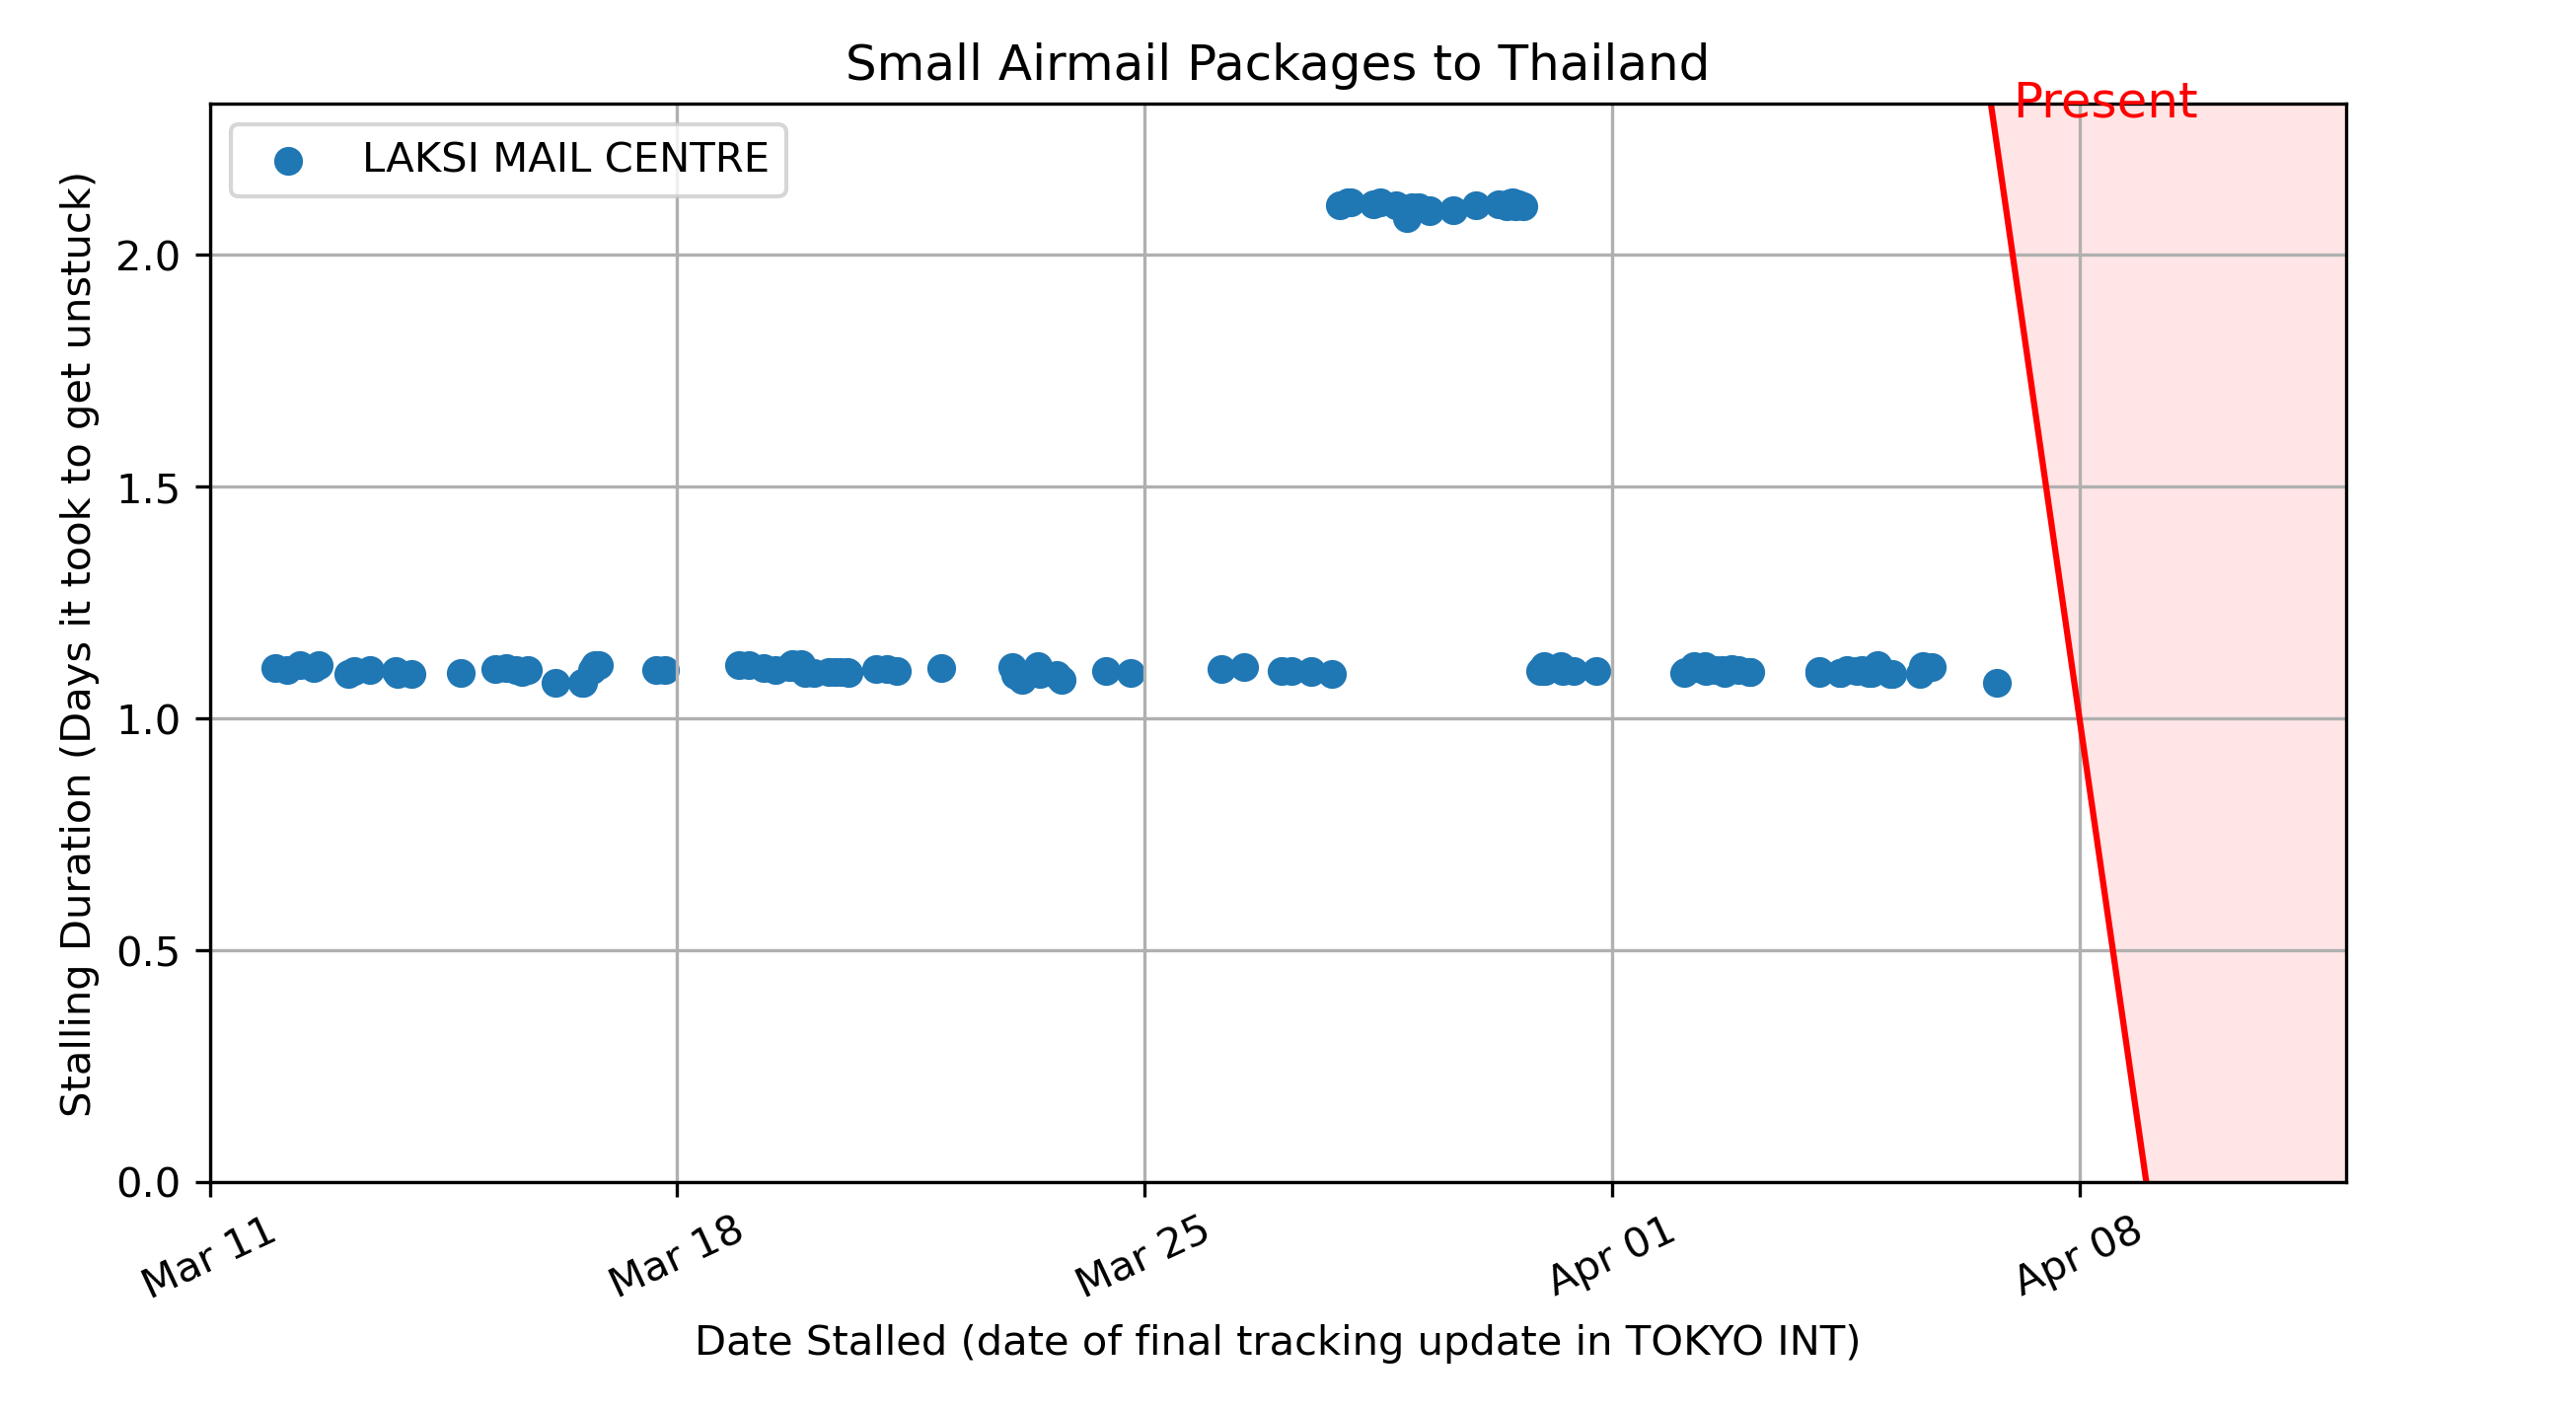 Small Airmail Packages to Thailand
Present
LAKSI MAIL CENTRE
Stalling Duration (Days it took to get unstuck)
2.0
1.5
1.0
0.5
0.0
Mar 11
Mar 18
Mar 25
Apr 01
Apr 08
Date Stalled (date of final tracking update in TOKYO INT)